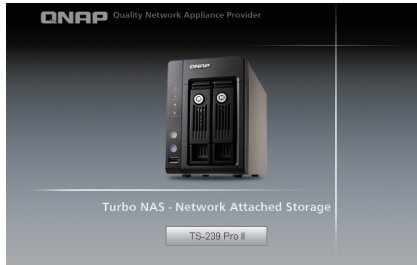 QNAP Quality Network Appliance Provider
QNAP
Turbo NAS - Network Attached Storage
TS-239 Pro II